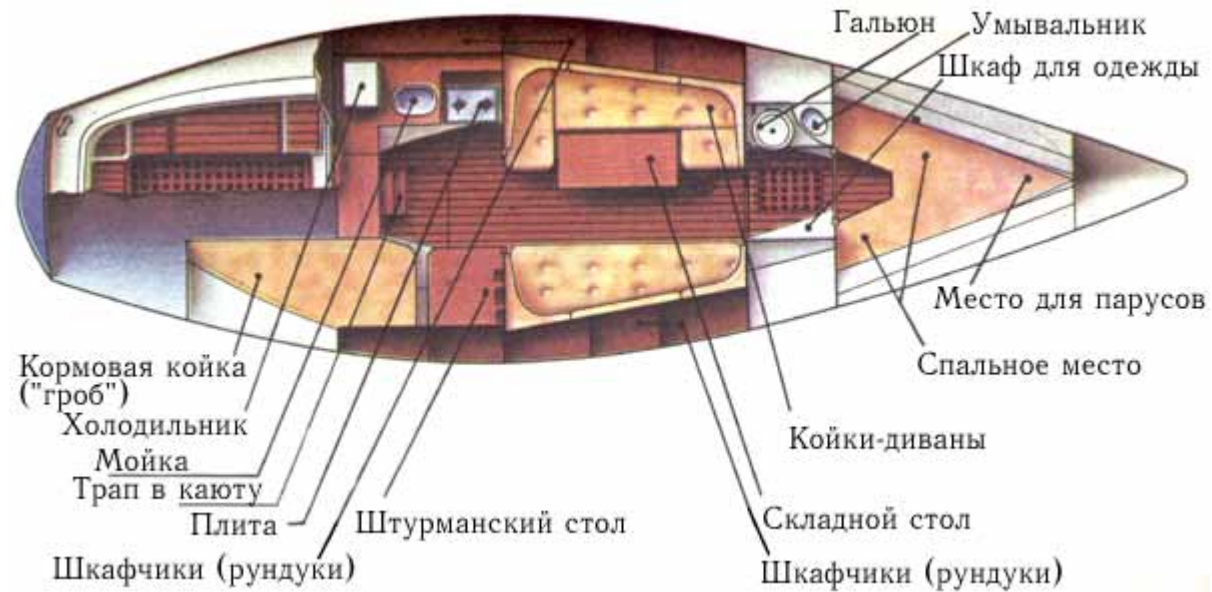 Гальюн
Умывальник
Шкаф для одежды
Место для парусов
Спальное место
Кормовая койка
("гроб")
Холодильник
Мойка
Трап в каюту
Плита
Штурманский стол
Шкафчики (рундуки)
Койки-диваны
Складной стол
Шкафчики (рундуки)